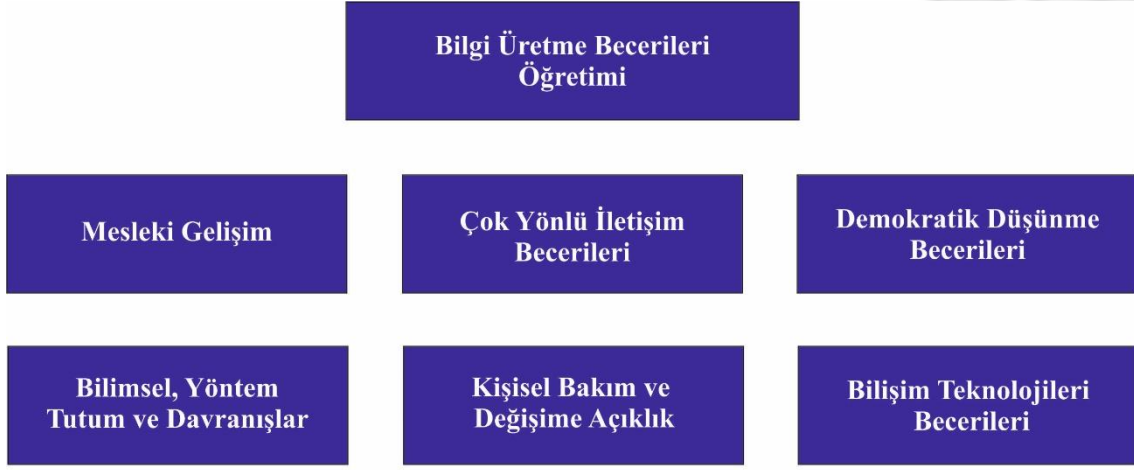 Bilgi Üretme Becerileri
Öğretimi
Mesleki Gelişim
Çok Yönlü İletişim
Becerileri
Demokratik Düşünme
Becerileri
Bilimsel, Yöntem
Tutum ve Davranışlar
Kişisel Bakım ve
Değişime Açıklık
Bilişim Teknolojileri
Becerileri